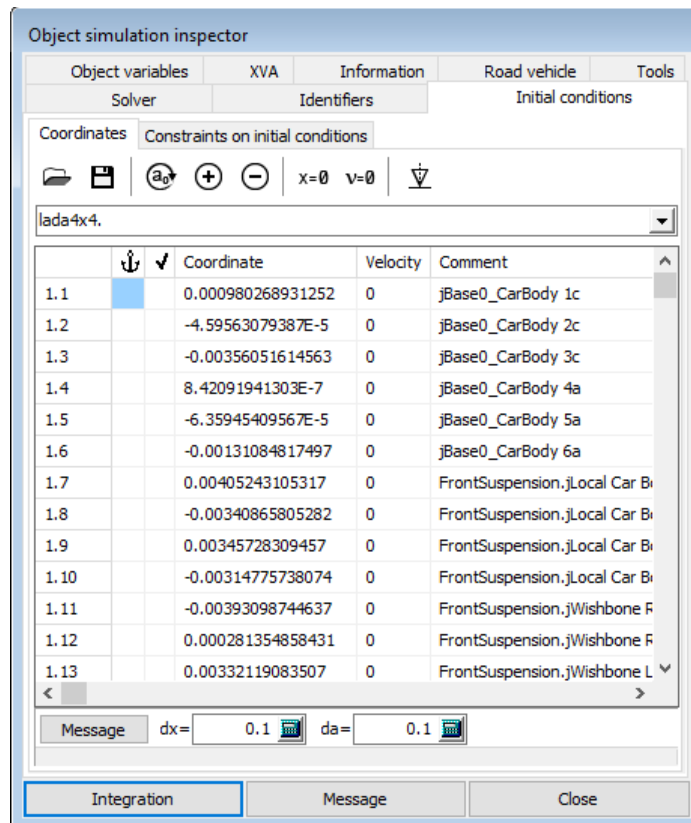 Object simulation inspector
Object variables XVA Information Road vehicle Tools
Solver Identifiers Initial conditions
Coordinates Constraints on initial conditions
a₀ x=0 v=0
lada4x4.
Coordinate Velocity Comment
1.1 0.000980268931252 0 jBase0_CarBody 1c
1.2 -4.59563079387E-5 0 jBase0_CarBody 2c
1.3 -0.00356051614563 0 jBase0_CarBody 3c
1.4 8.42091941303E-7 0 jBase0_CarBody 4a
1.5 -6.35945409567E-5 0 jBase0_CarBody 5a
1.6 -0.00131084817497 0 jBase0_CarBody 6a
1.7 0.00405243105317 0 FrontSuspension.jLocal Car
1.8 -0.00340865805282 0 FrontSuspension.jLocal Car
1.9 0.00345728309457 0 FrontSuspension.jLocal Car
1.10 -0.00314775738074 0 FrontSuspension.jLocal Car
1.11 -0.00393098744637 0 FrontSuspension.jWishbone R
1.12 0.000281354858431 0 FrontSuspension.jWishbone R
1.13 0.00332119083507 0 FrontSuspension.jWishbone L
Message dx= 0.1 da= 0.1
Integration Message Close